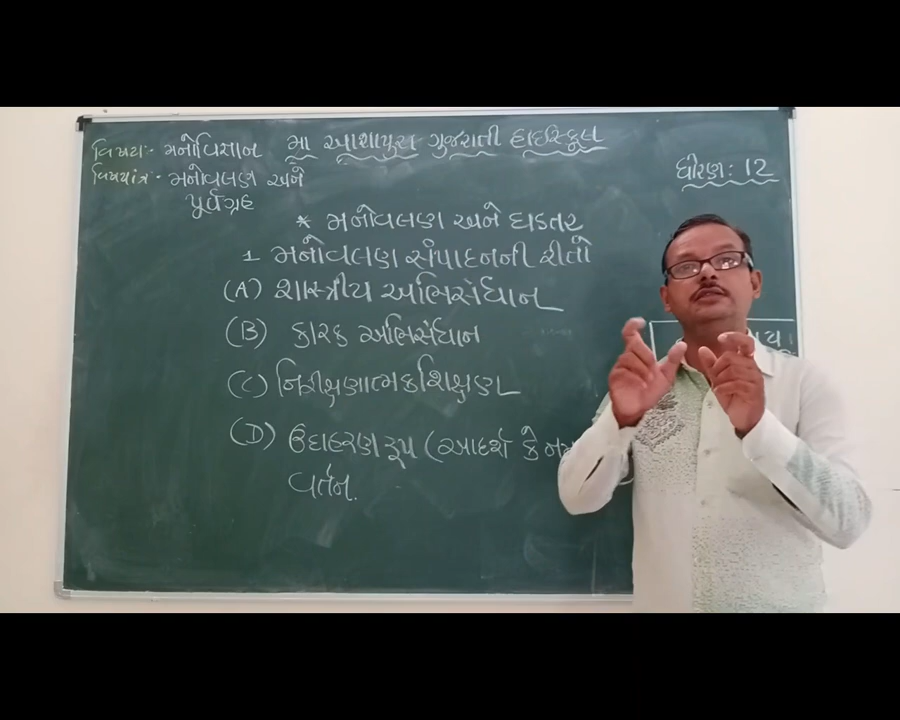 વિષય:- મનોવિજ્ઞાન મા આશાપુરા ગુજરાતી હાઈસ્કૂલ
ધોરણ: 12
વિષયાંગ:- મનોવલણ અને
પૂર્વગ્રહ
* મનોવલણ અને ઘડતર
1 મનોવલણ સંપાદનની રીતો
(A) શાસ્ત્રીય અભિસંધાન
(B) કારક અભિસંધાન
(C) નિરીક્ષણાત્મક શિક્ષણ
(D) ઉદાહરણ રૂપ (આદર્શ કે
વર્તન.